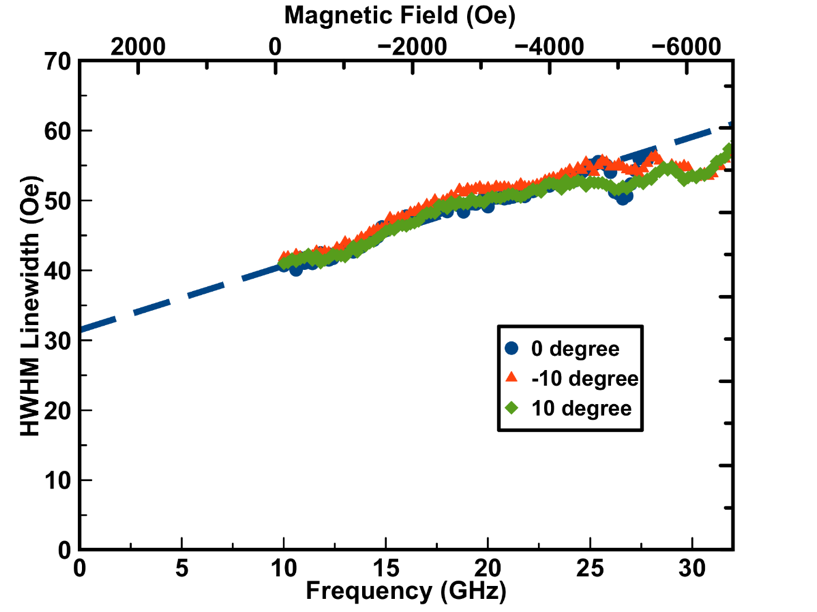 Magnetic Field (Oe)
2000 0 −2000 −4000 −6000
70
60
50
40
30
20
10
0
HWHM Linewidth (Oe)
0 degree
-10 degree
10 degree
0 5 10 15 20 25 30
Frequency (GHz)